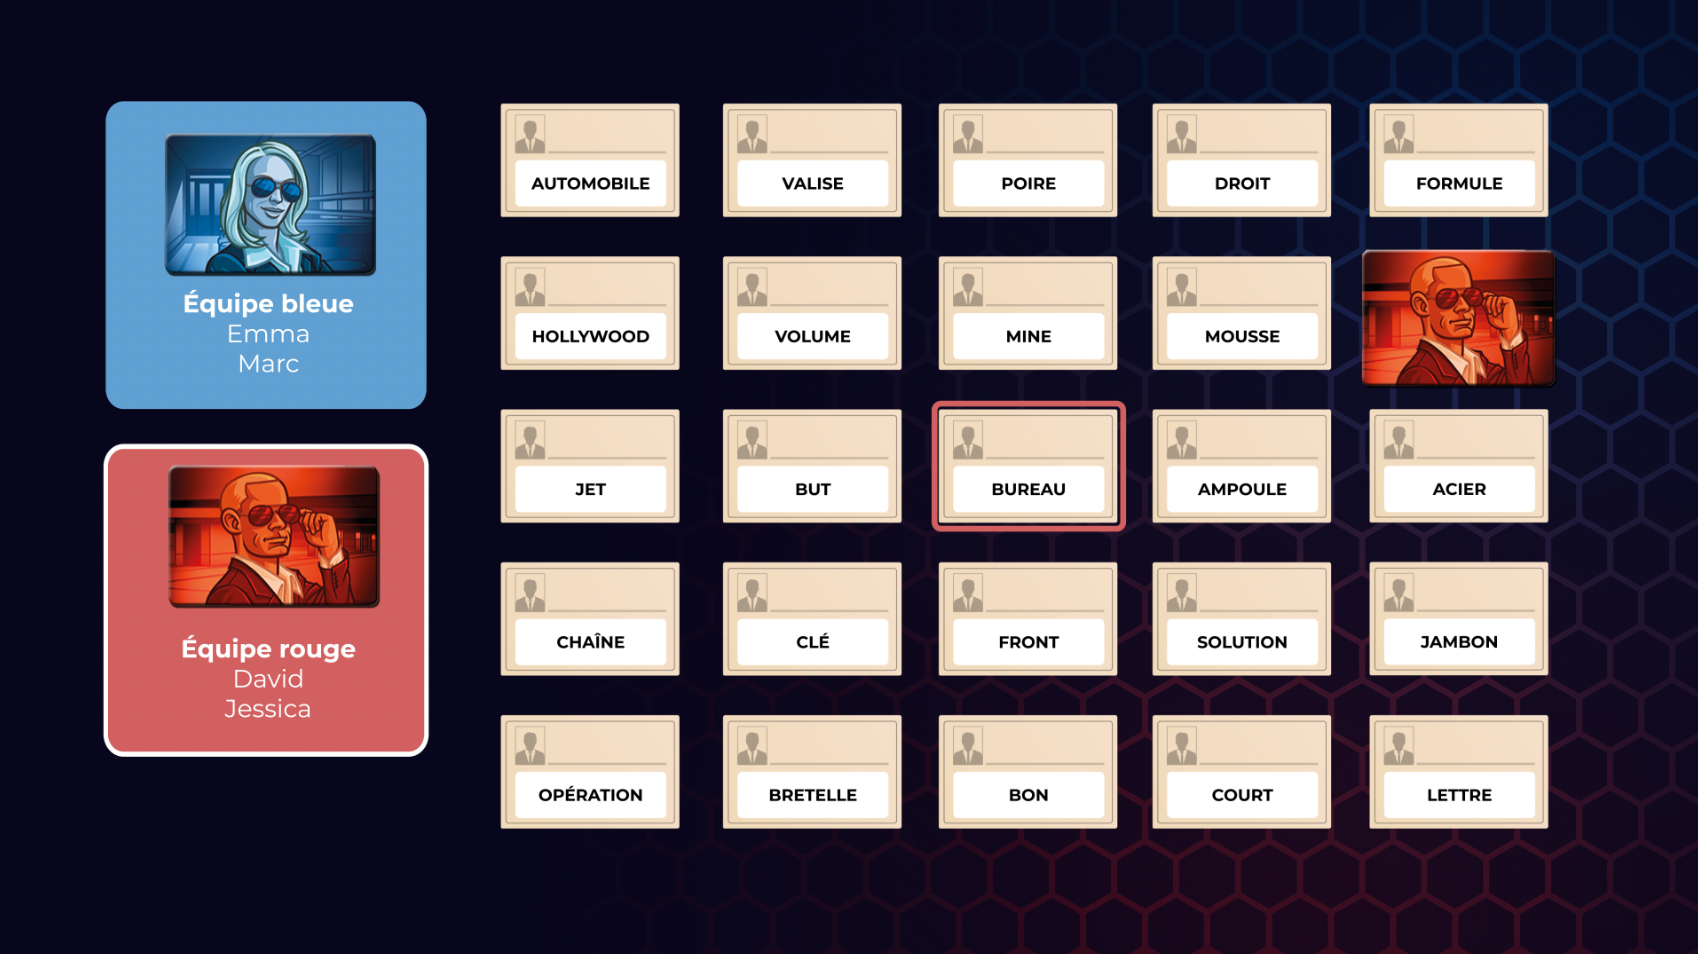 Équipe bleue
Emma
Marc
Équipe rouge
David
Jessica
AUTOMOBILE
VALISE
POIRE
DROIT
FORMULE
HOLLYWOOD
VOLUME
MINE
MOUSSE
JET
BUT
BUREAU
AMPOULE
ACIER
CHAÎNE
CLÉ
FRONT
SOLUTION
JAMBON
OPÉRATION
BRETELLE
BON
COURT
LETTRE